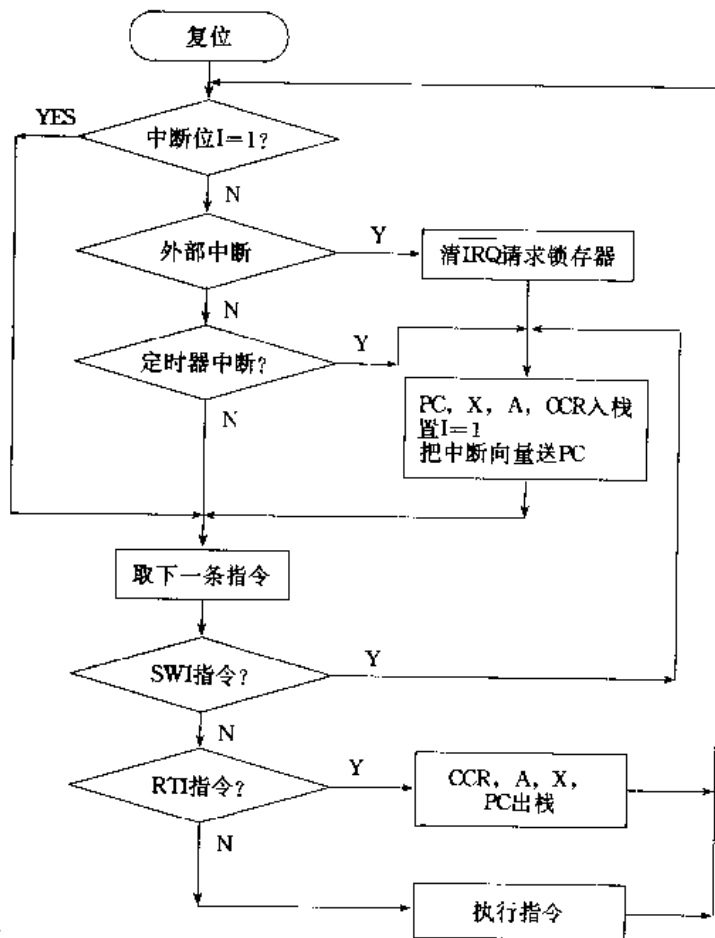 复位
YES
中断位I=1?
N
外部中断
Y
清IRQ请求锁存器
N
定时器中断?
Y
N
PC, X, A, CCR入栈
置I=1
把中断向量送PC
取下一条指令
SWI指令?
Y
N
RTI指令?
Y
CCR, A, X,
PC出栈
N
执行指令